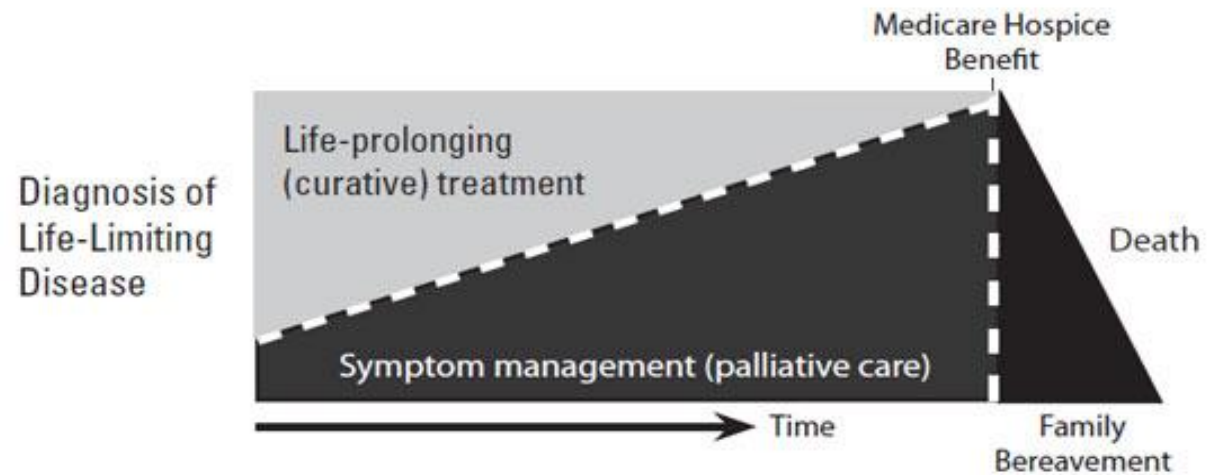 Medicare Hospice
Benefit
Life-prolonging
(curative) treatment
Diagnosis of
Life-Limiting
Disease
Death
Symptom management (palliative care)
Time
Family
Bereavement